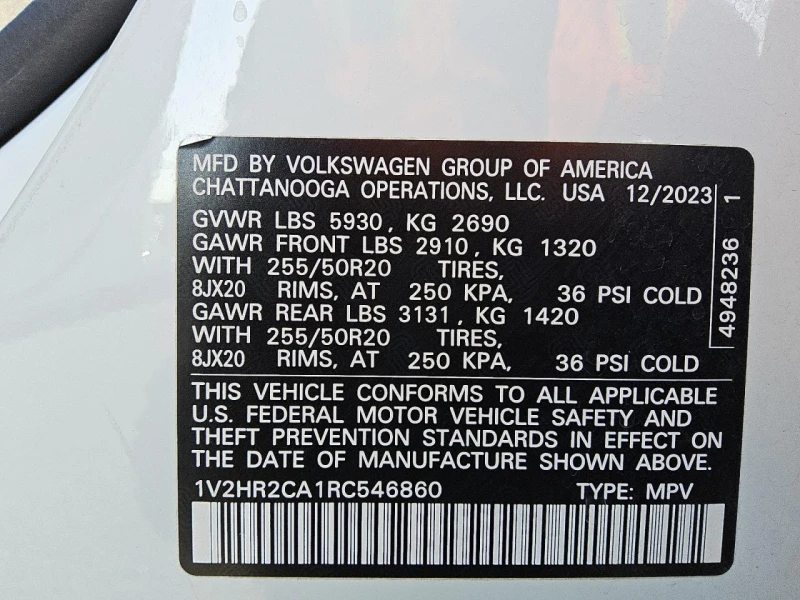 MFD BY VOLKSWAGEN GROUP OF AMERICA
CHATTANOOGA OPERATIONS, LLC. USA 12/2023
GVWR LBS 5930, KG 2690
GAWR FRONT LBS 2910, KG 1320
WITH 255/50R20 TIRES,
8JX20 RIMS, AT 250 KPA, 36 PSI COLD
GAWR REAR LBS 3131, KG 1420
WITH 255/50R20 TIRES,
8JX20 RIMS, AT 250 KPA, 36 PSI COLD
THIS VEHICLE CONFORMS TO ALL APPLICABLE
U.S. FEDERAL MOTOR VEHICLE SAFETY AND
THEFT PREVENTION STANDARDS IN EFFECT ON
THE DATE OF MANUFACTURE SHOWN ABOVE.
1V2HR2CA1RC546860 TYPE: MPV
4948236 1